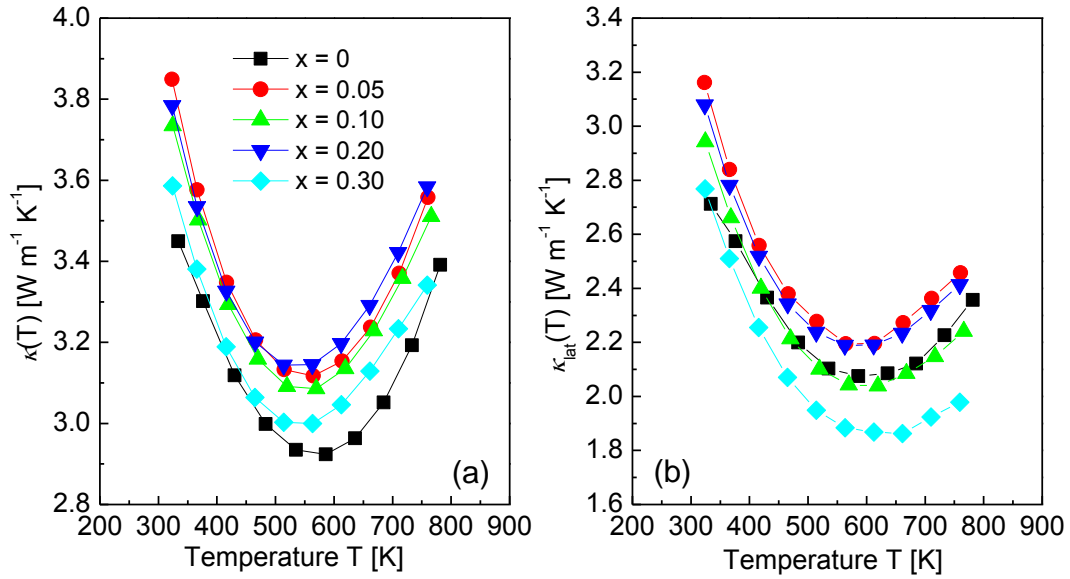 4.0
3.8
3.6
3.4
3.2
3.0
2.8
κ(T) [W m⁻¹ K⁻¹]
x = 0
x = 0.05
x = 0.10
x = 0.20
x = 0.30
(a)
200 300 400 500 600 700 800 900
Temperature T [K]
3.4
3.2
3.0
2.8
2.6
2.4
2.2
2.0
1.8
1.6
κ_lat(T) [W m⁻¹ K⁻¹]
(b)
200 300 400 500 600 700 800 900
Temperature T [K]